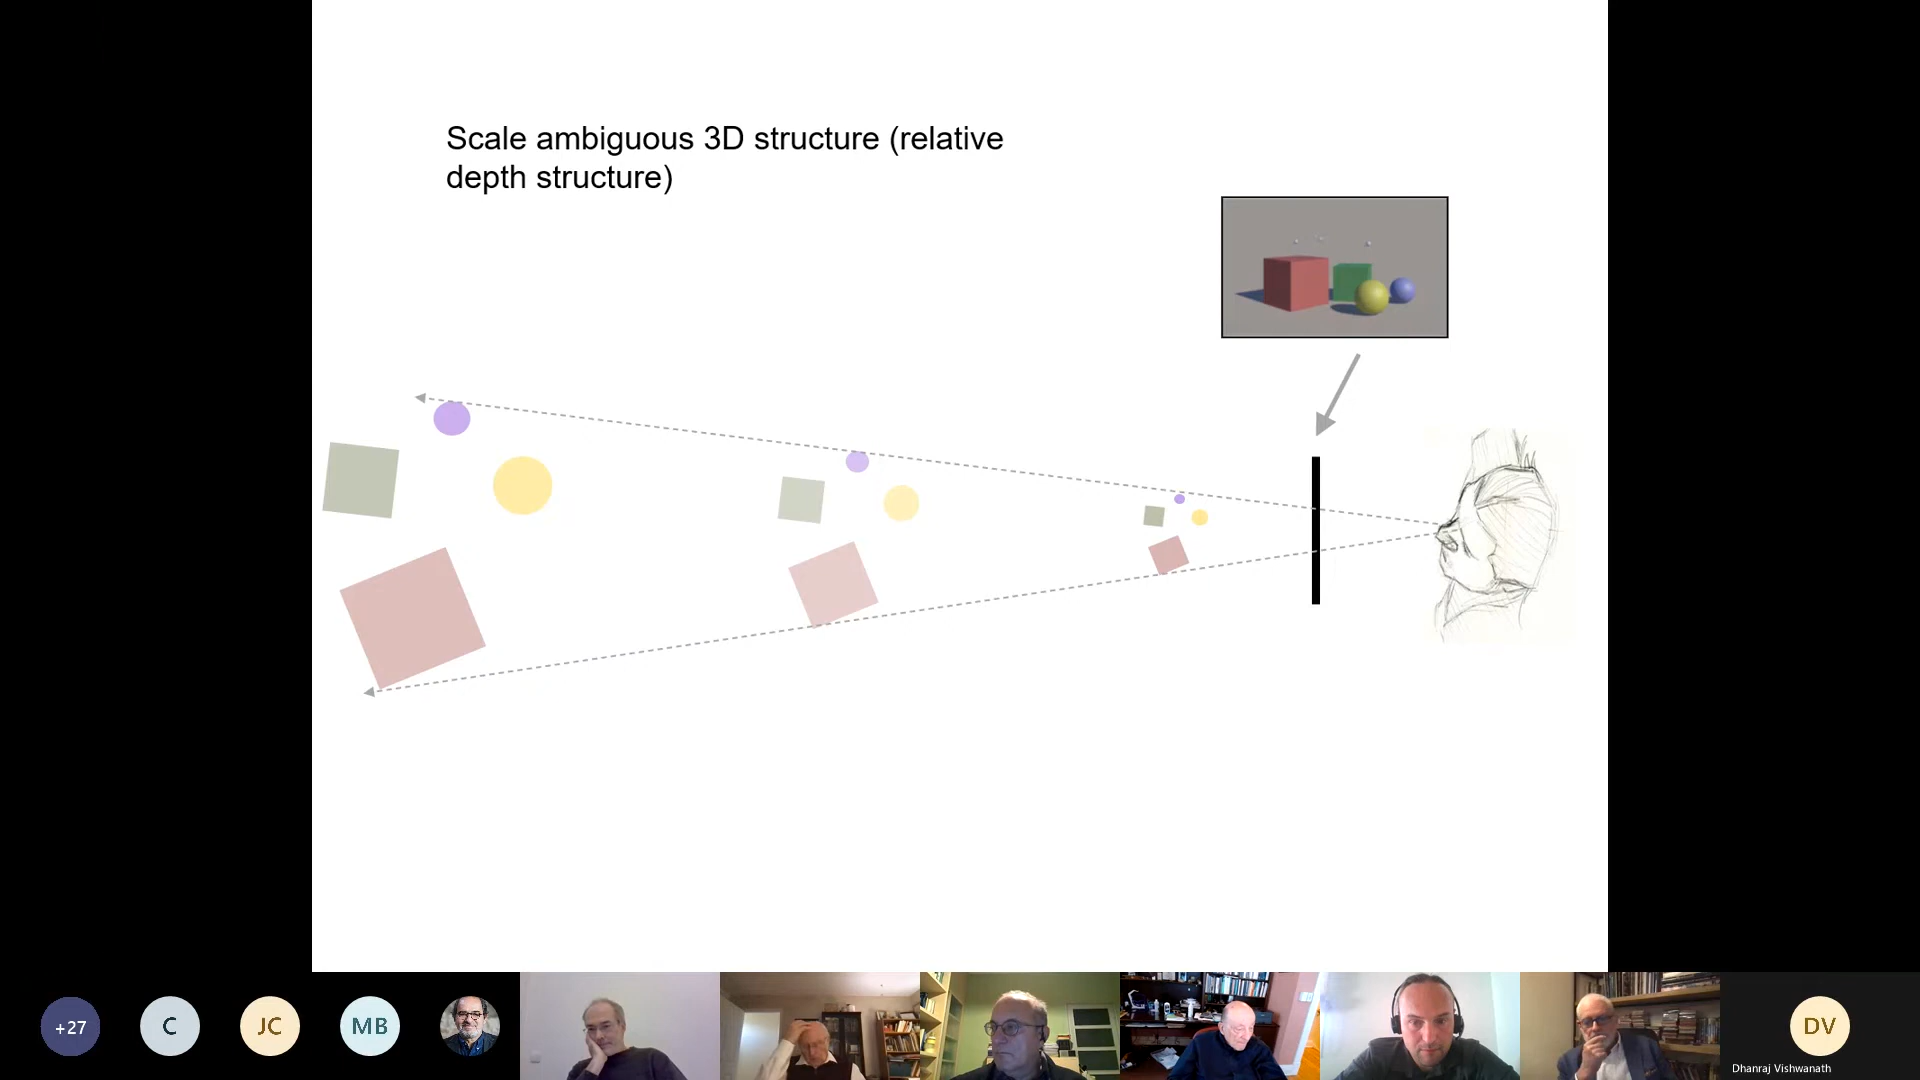 Scale ambiguous 3D structure (relative
depth structure)
+27
C
JC
MB
DV
Dhanraj Vishwanath